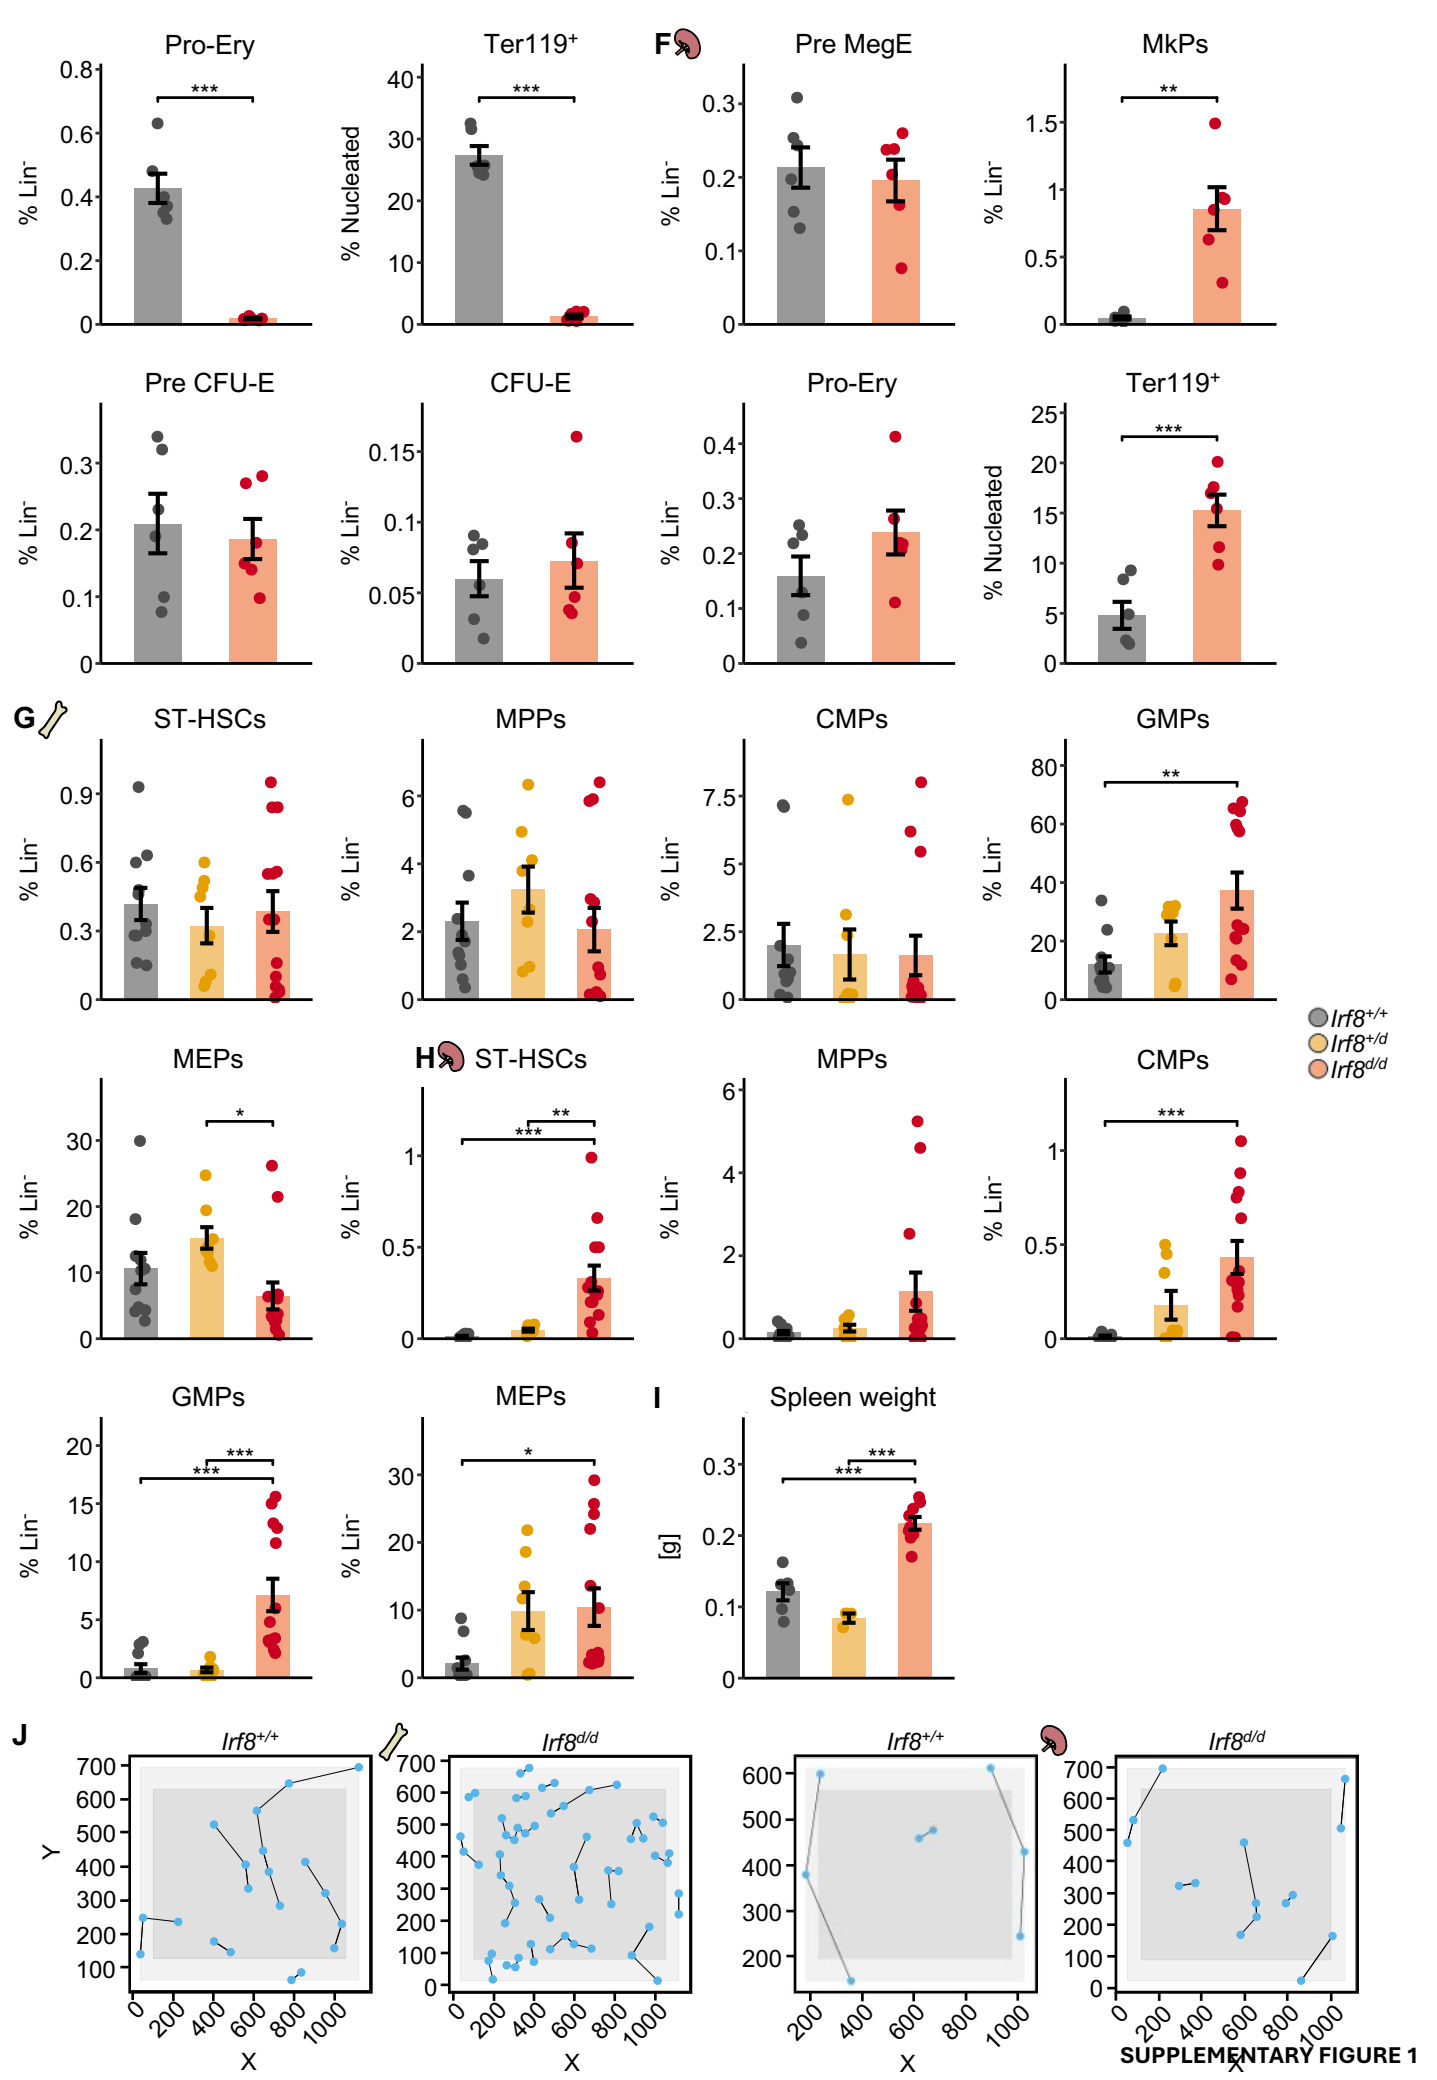 Pro-Ery
% Lin-
0.8
0.6
0.4
0.2
0
***
Ter119+
% Nucleated
40
30
20
10
0
***
F
Pre MegE
% Lin-
0.3
0.2
0.1
0
MkPs
% Lin-
1.5
1
0.5
0
**
Pre CFU-E
% Lin-
0.3
0.2
0.1
0
CFU-E
% Lin-
0.15
0.1
0.05
0
Pro-Ery
% Lin-
0.4
0.3
0.2
0.1
0
Ter119+
% Nucleated
25
20
15
10
5
0
***
G
ST-HSCs
% Lin-
0.9
0.6
0.3
0
MPPs
% Lin-
6
4
2
0
CMPs
% Lin-
7.5
5
2.5
0
GMPs
% Lin-
80
60
40
20
0
**
Irf8+/+
Irf8+/d
Irf8d/d
MEPs
% Lin-
30
20
10
0
*
H
ST-HSCs
% Lin-
1
0.5
0
**
***
MPPs
% Lin-
6
4
2
0
CMPs
% Lin-
1
0.5
0
***
GMPs
% Lin-
20
15
10
5
0
***
***
MEPs
% Lin-
30
20
10
0
*
I
Spleen weight
[g]
0.3
0.2
0.1
0
***
***
J
Irf8+/+
Y
700
600
500
400
300
200
100
0
200
400
600
800
1000
X
Irf8d/d
700
600
500
400
300
200
100
0
0
200
400
600
800
1000
X
Irf8+/+
600
500
400
300
200
200
400
600
800
1000
X
Irf8d/d
700
600
500
400
300
200
100
0
0
200
400
600
800
1000
X
SUPPLEMENTARY FIGURE 1